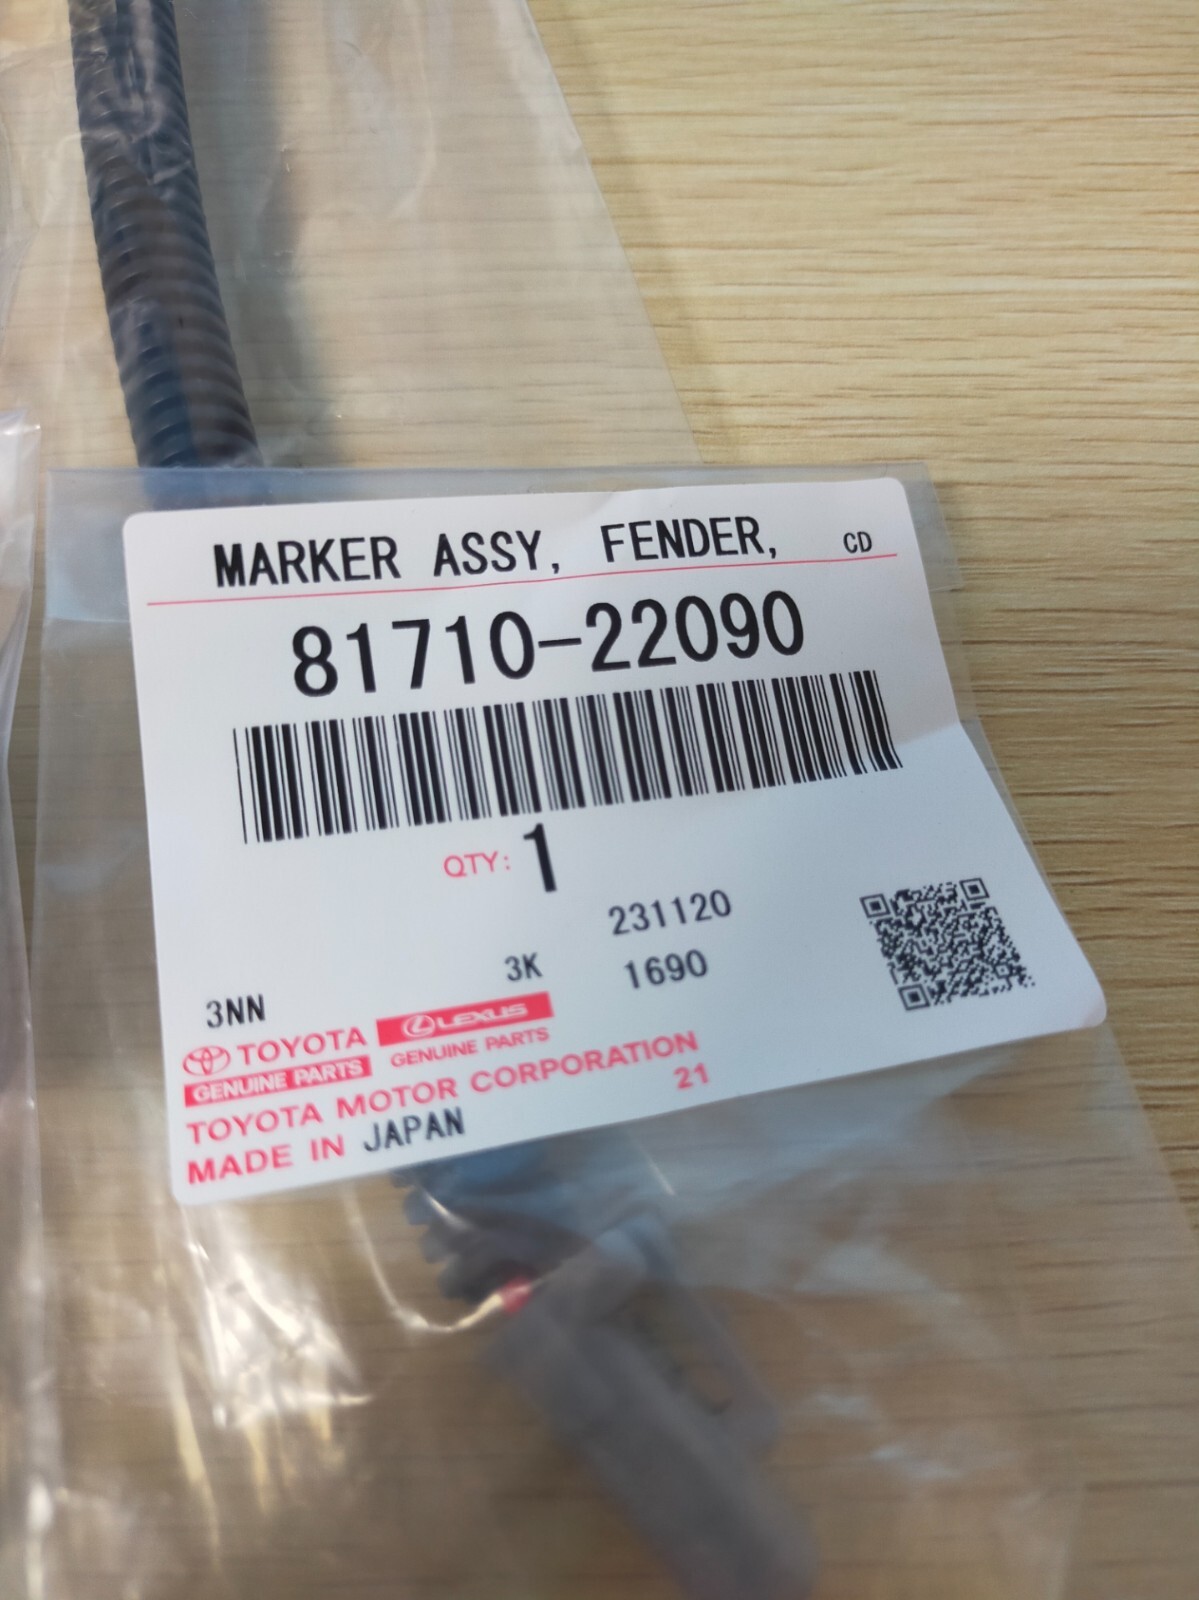 MARKER ASSY, FENDER, CD
81710-22090
QTY: 1
231120
3K 1690
3NN
TOYOTA LEXUS
GENUINE PARTS GENUINE PARTS
TOYOTA MOTOR CORPORATION
21
MADE IN JAPAN